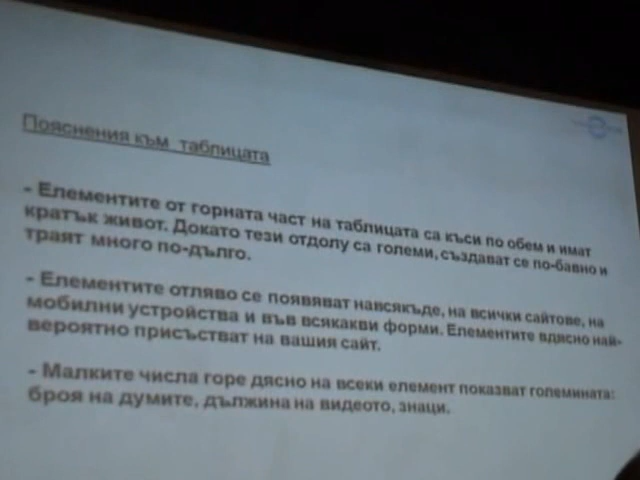 Пояснения към таблицата
- Елементите от горната част на таблицата са къси по обем и имат
кратък живот. Докато тези отдолу са големи, създават се по-бавно и
траят много по-дълго.
- Елементите отляво се появяват навсякъде, на всички сайтове, на
мобилни устройства и във всякакви форми. Елементите вдясно най-
вероятно присъстват на вашия сайт.
- Малките числа горе дясно на всеки елемент показват големината:
броя на думите, дължина на видеото, знаци.